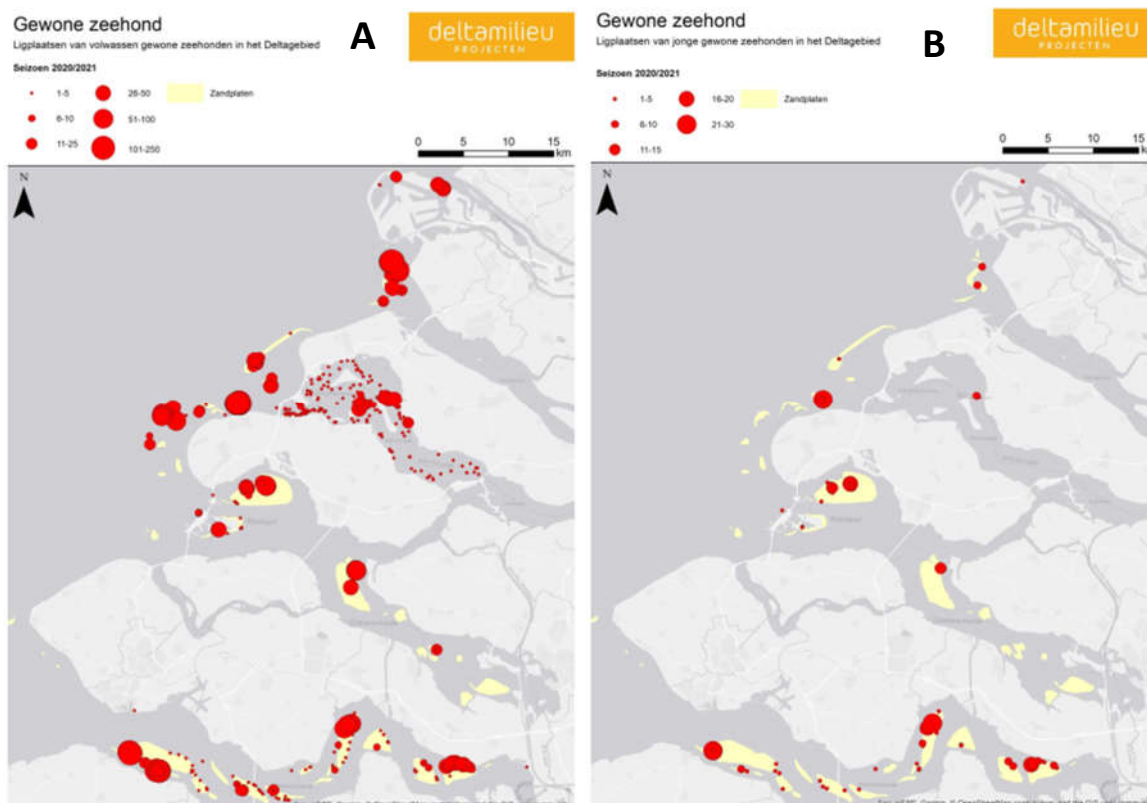 Gewone zeehond
Ligplaatsen van volwassen gewone zeehonden in het Deltagebied
A
deltamilieu
PROJECTEN
Seizoen 2020/2021
1-5
6-10
11-25
26-50
51-100
101-250
Zandplaten
0 5 10 15
km
N
Gewone zeehond
Ligplaatsen van jonge gewone zeehonden in het Deltagebied
B
deltamilieu
PROJECTEN
Seizoen 2020/2021
1-5
6-10
11-15
16-20
21-30
Zandplaten
0 5 10 15
N